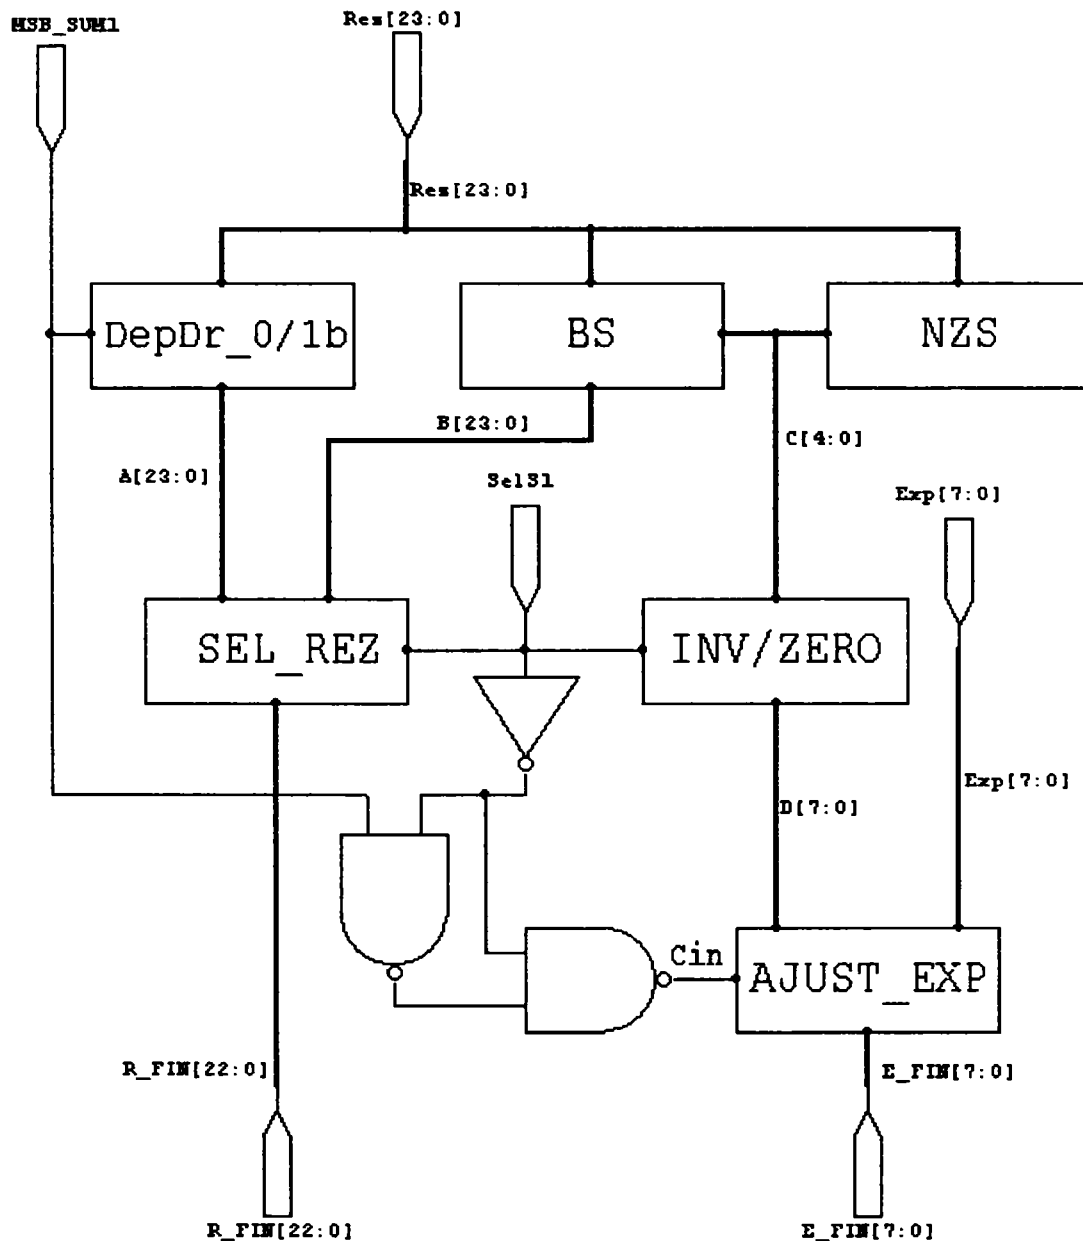 MSB_SUM1
Res[23:0]
Res[23:0]
DepDr_0/1b
BS
NZS
B[23:0]
C[4:0]
A[23:0]
SelS1
Exp[7:0]
SEL_REZ
INV/ZERO
Exp[7:0]
D[7:0]
Cin
AJUST_EXP
R_FIN[22:0]
E_FIN[7:0]
R_FIN[22:0]
E_FIN[7:0]